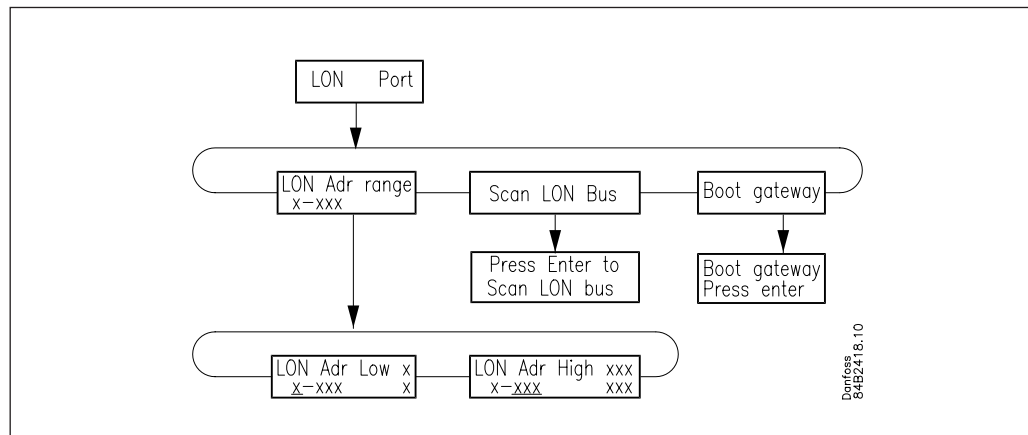 LON Port
LON Adr range
x-xxx
Scan LON Bus
Boot gateway
Press Enter to
Scan LON bus
Boot gateway
Press enter
LON Adr Low x
x-xxx x
LON Adr High xxx
x-xxx xxx
Danfoss
84B2418.10